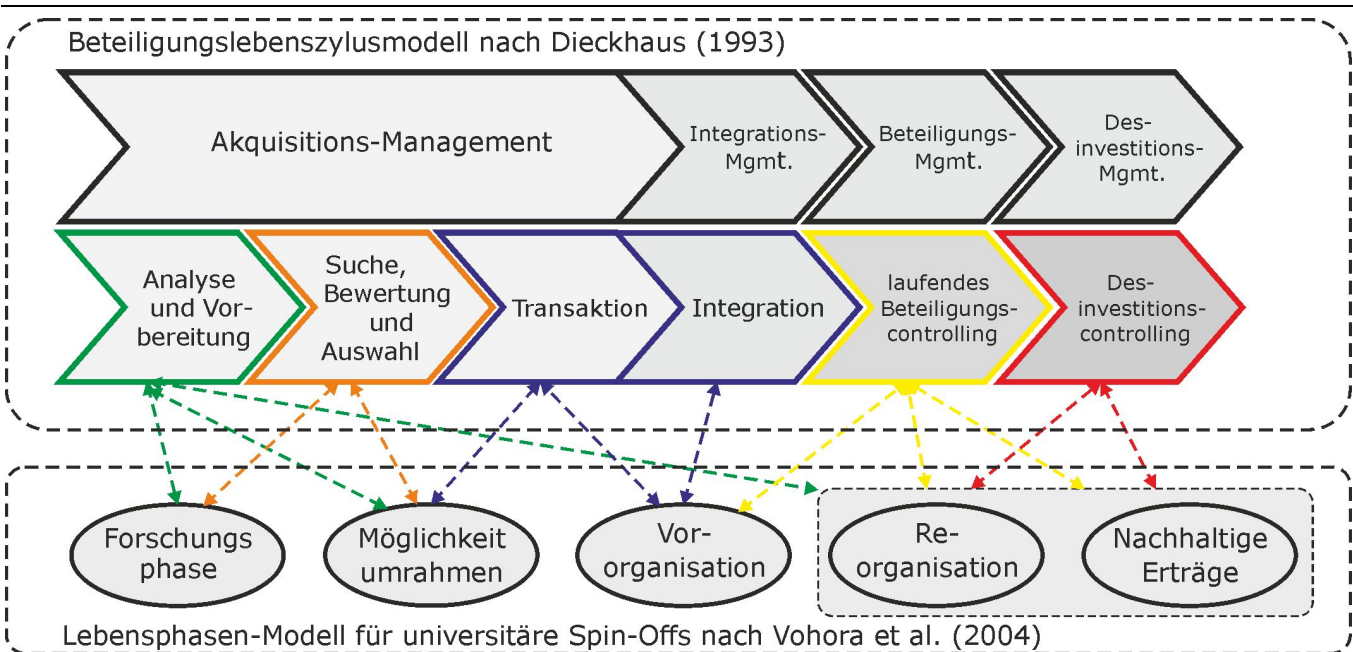 Beteiligungslebenszylusmodell nach Dieckhaus (1993)
Akquisitions-Management
Integrations-
Mgmt.
Beteiligungs-
Mgmt.
Des-
investitions-
Mgmt.
Analyse
und Vor-
bereitung
Suche,
Bewertung
und
Auswahl
Transaktion
Integration
laufendes
Beteiligungs-
controlling
Des-
investitions-
controlling
Forschungs
phase
Möglichkeit
umrahmen
Vor-
organisation
Re-
organisation
Nachhaltige
Erträge
Lebensphasen-Modell für universitäre Spin-Offs nach Vohora et al. (2004)